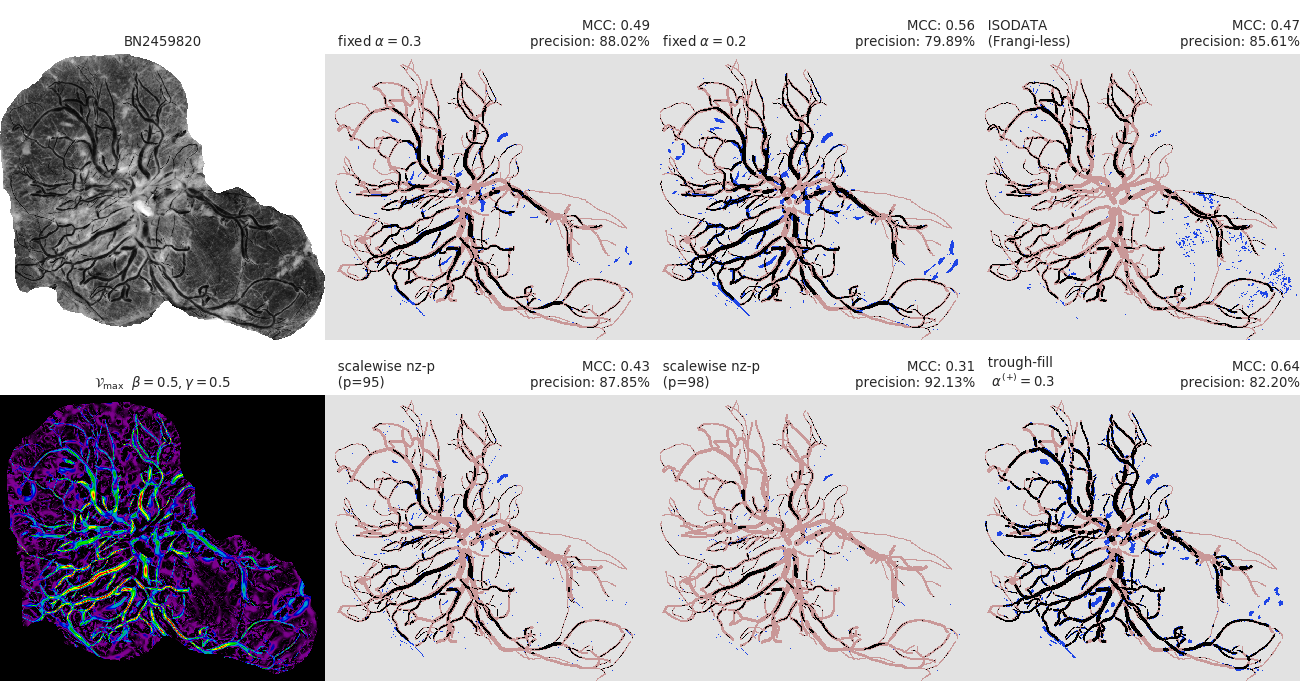 BN2459820
fixed α = 0.3
MCC: 0.49
precision: 88.02%
fixed α = 0.2
MCC: 0.56
precision: 79.89%
ISODATA
(Frangi-less)
MCC: 0.47
precision: 85.61%
𝒱max β = 0.5, γ = 0.5
scalewise nz-p
(p=95)
MCC: 0.43
precision: 87.85%
scalewise nz-p
(p=98)
MCC: 0.31
precision: 92.13%
trough-fill
α(+) = 0.3
MCC: 0.64
precision: 82.20%